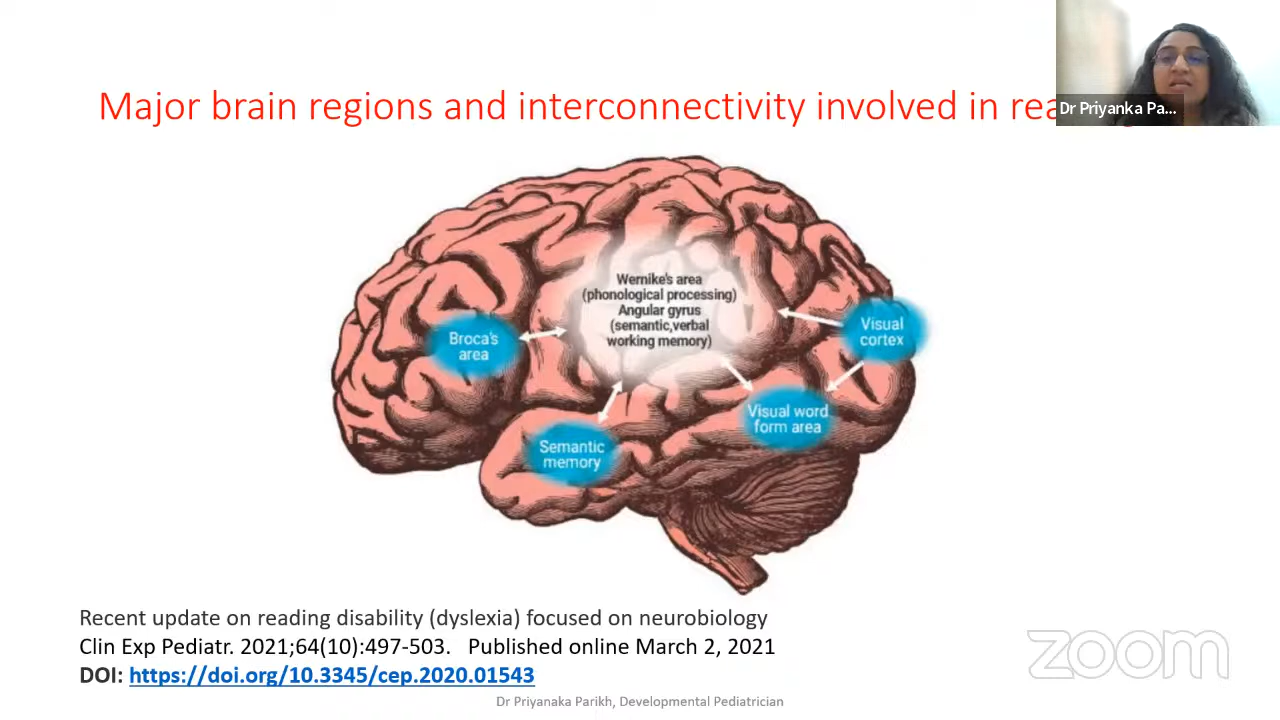 Major brain regions and interconnectivity involved in
Dr Priyanka Pa...
Wernike's area
(phonological processing)
Angular gyrus
(semantic,verbal
working memory)
Broca's
area
Visual
cortex
Visual word
form area
Semantic
memory
Recent update on reading disability (dyslexia) focused on neurobiology
Clin Exp Pediatr. 2021;64(10):497-503. Published online March 2, 2021
DOI: https://doi.org/10.3345/cep.2020.01543
Dr Priyanaka Parikh, Developmental Pediatrician
zoom